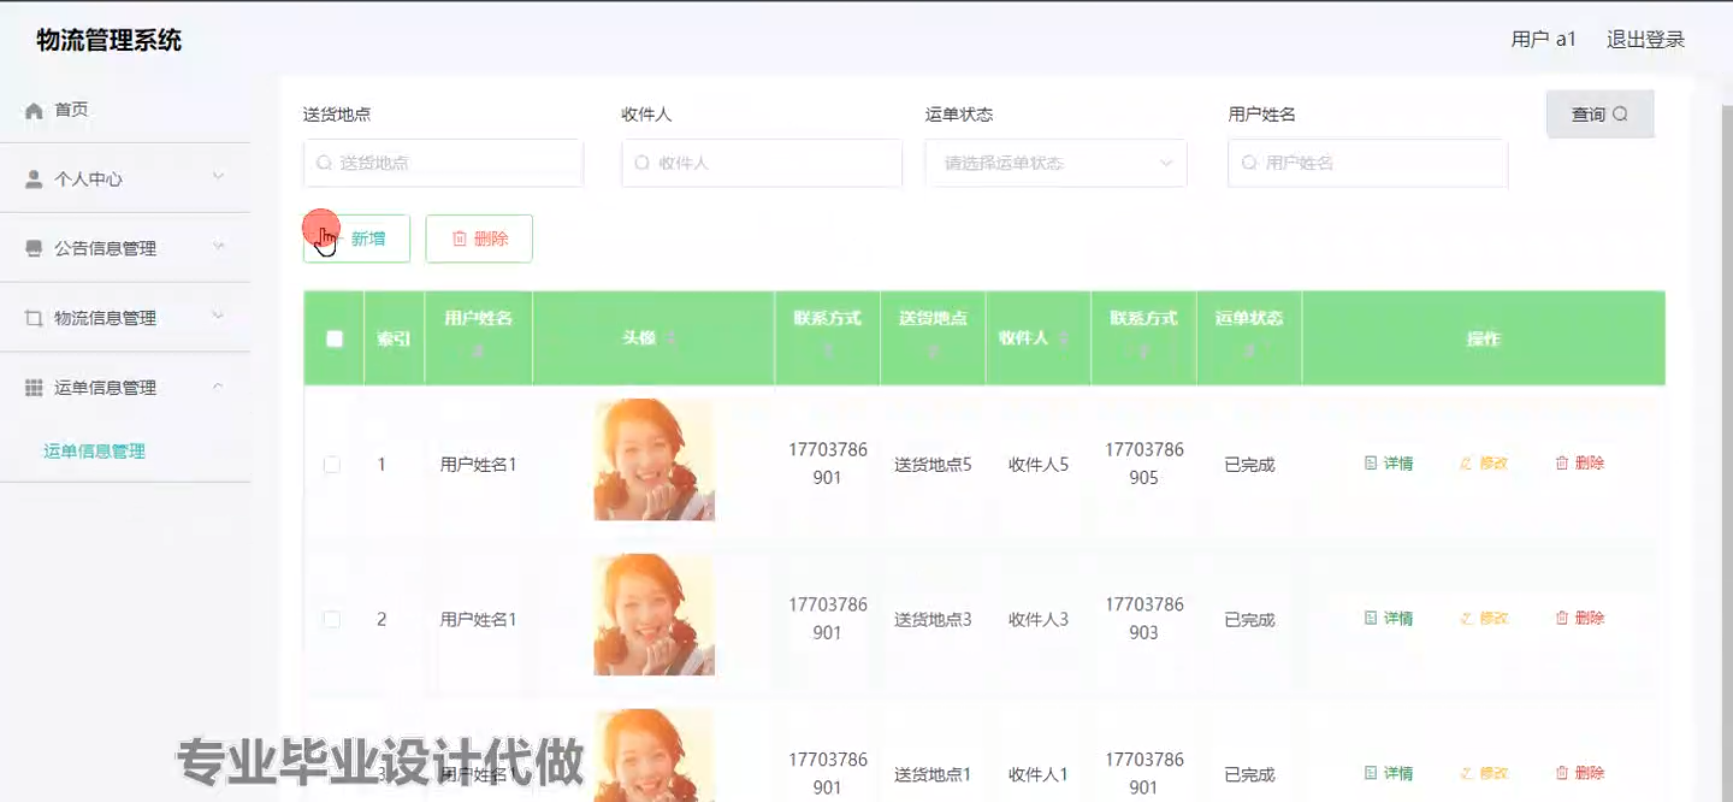 物流管理系统
用户 a1 退出登录
首页
个人中心
公告信息管理
物流信息管理
运单信息管理
运单信息管理
送货地点 收件人 运单状态 用户姓名 查询
送货地点 收件人 请选择运单状态 用户姓名
新增 删除
索引 用户姓名 头像 联系方式 送货地点 收件人 联系方式 运单状态 操作
1 用户姓名1 17703786901 送货地点5 收件人5 17703786905 已完成 详情 修改 删除
2 用户姓名1 17703786901 送货地点3 收件人3 17703786903 已完成 详情 修改 删除
3 用户姓名1 17703786901 送货地点1 收件人1 17703786901 已完成 详情 修改 删除
专业毕业设计代做